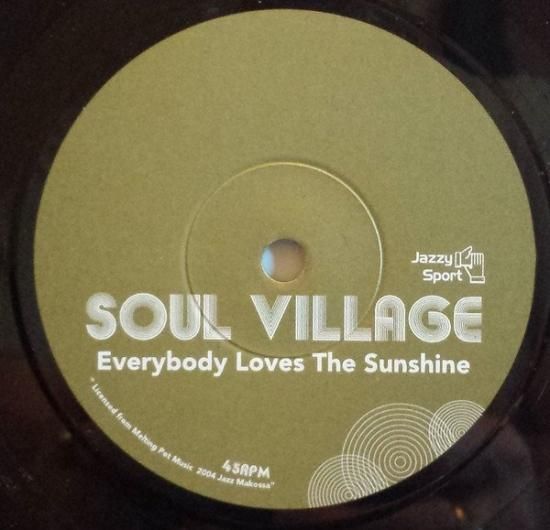 Jazzy
Sport
SOUL VILLAGE
Everybody Loves The Sunshine
45RPM
* Licensed from Melting Pot Music 2004 Jazz Makossa"